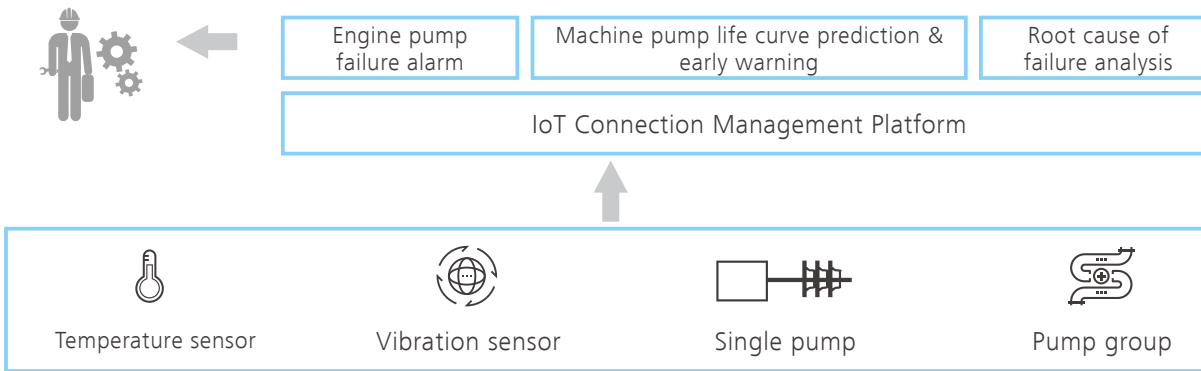 Engine pump
failure alarm
Machine pump life curve prediction &
early warning
Root cause of
failure analysis
IoT Connection Management Platform
Temperature sensor
Vibration sensor
Single pump
Pump group